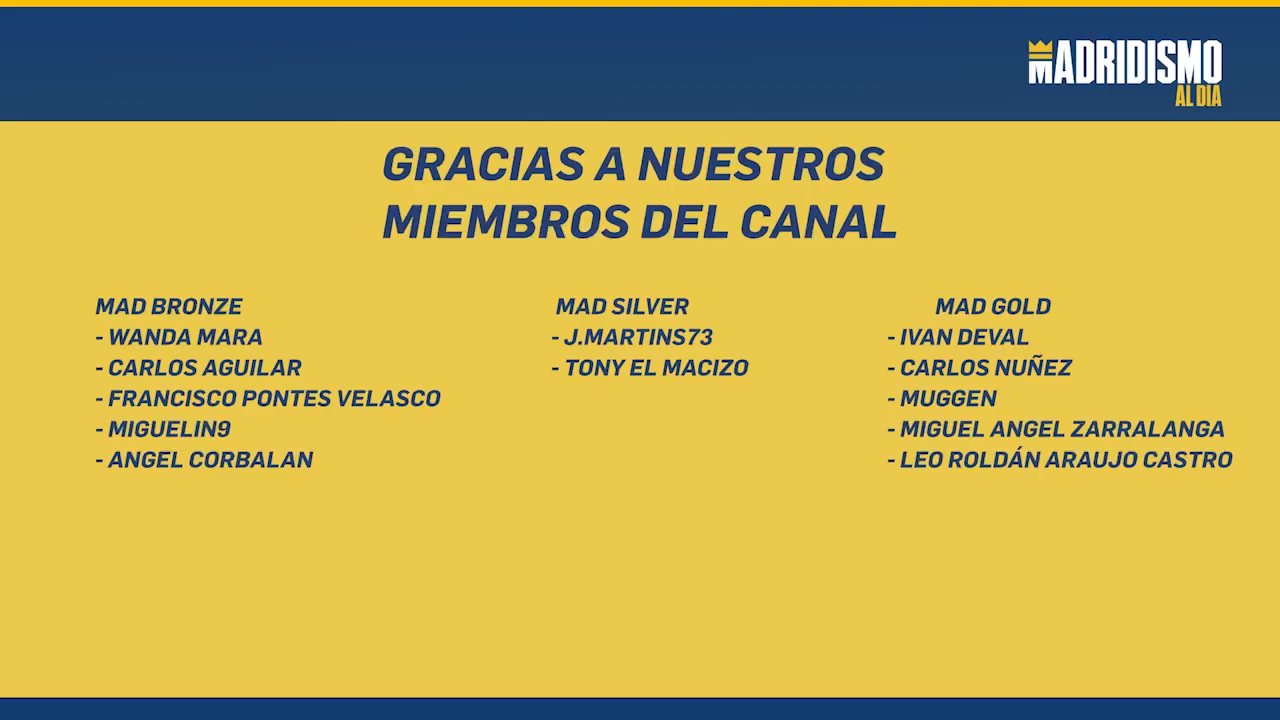 MADRIDISMO
AL DIA
GRACIAS A NUESTROS
MIEMBROS DEL CANAL
MAD BRONZE
- WANDA MARA
- CARLOS AGUILAR
- FRANCISCO PONTES VELASCO
- MIGUELIN9
- ANGEL CORBALAN
MAD SILVER
- J.MARTINS73
- TONY EL MACIZO
MAD GOLD
- IVAN DEVAL
- CARLOS NUÑEZ
- MUGGEN
- MIGUEL ANGEL ZARRALANGA
- LEO ROLDÁN ARAUJO CASTRO